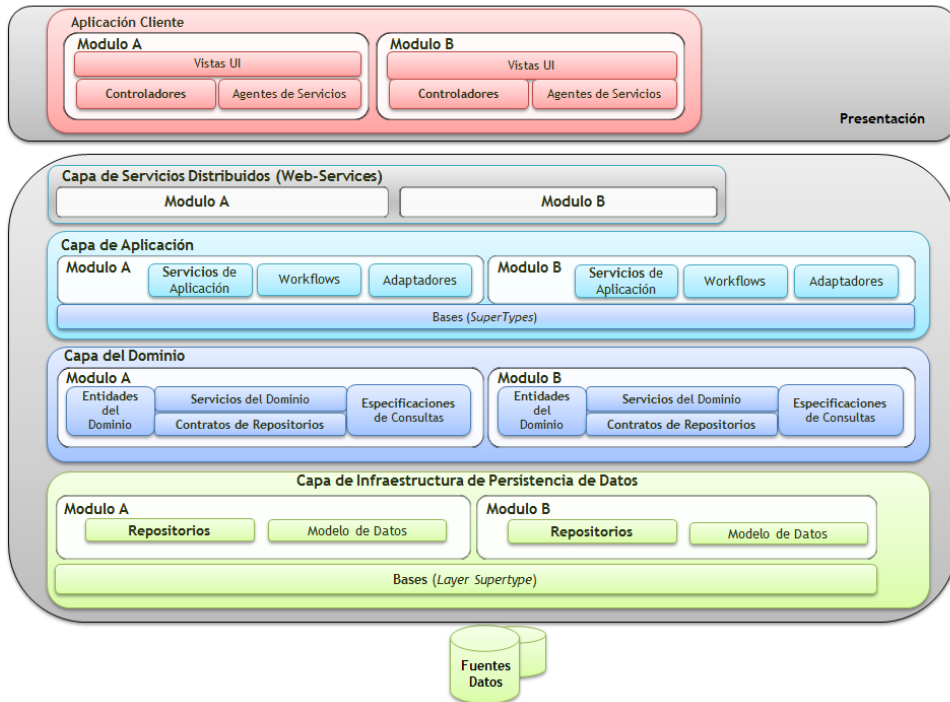 Aplicación Cliente
Modulo A
Vistas UI
Controladores
Agentes de Servicios
Modulo B
Vistas UI
Controladores
Agentes de Servicios
Presentación
Capa de Servicios Distribuidos (Web-Services)
Modulo A
Modulo B
Capa de Aplicación
Modulo A
Servicios de
Aplicación
Workflows
Adaptadores
Modulo B
Servicios de
Aplicación
Workflows
Adaptadores
Bases (SuperTypes)
Capa del Dominio
Modulo A
Entidades
del
Dominio
Servicios del Dominio
Contratos de Repositorios
Especificaciones
de Consultas
Modulo B
Entidades
del
Dominio
Servicios del Dominio
Contratos de Repositorios
Especificaciones
de Consultas
Capa de Infraestructura de Persistencia de Datos
Modulo A
Repositorios
Modelo de Datos
Modulo B
Repositorios
Modelo de Datos
Bases (Layer Supertype)
Fuentes
Datos